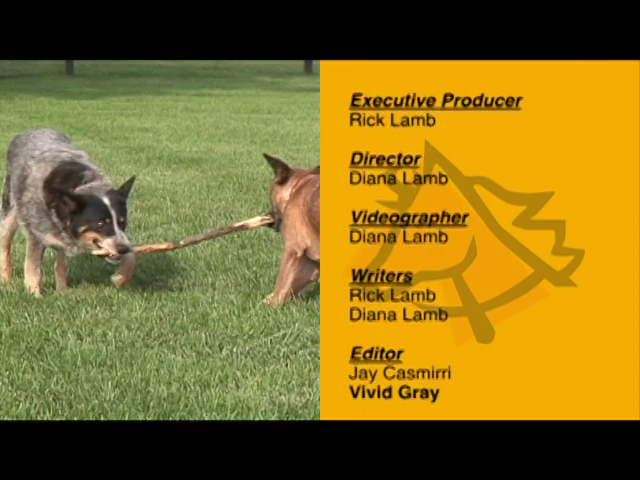 Executive Producer
Rick Lamb
Director
Diana Lamb
Videographer
Diana Lamb
Writers
Rick Lamb
Diana Lamb
Editor
Jay Casmirri
Vivid Gray